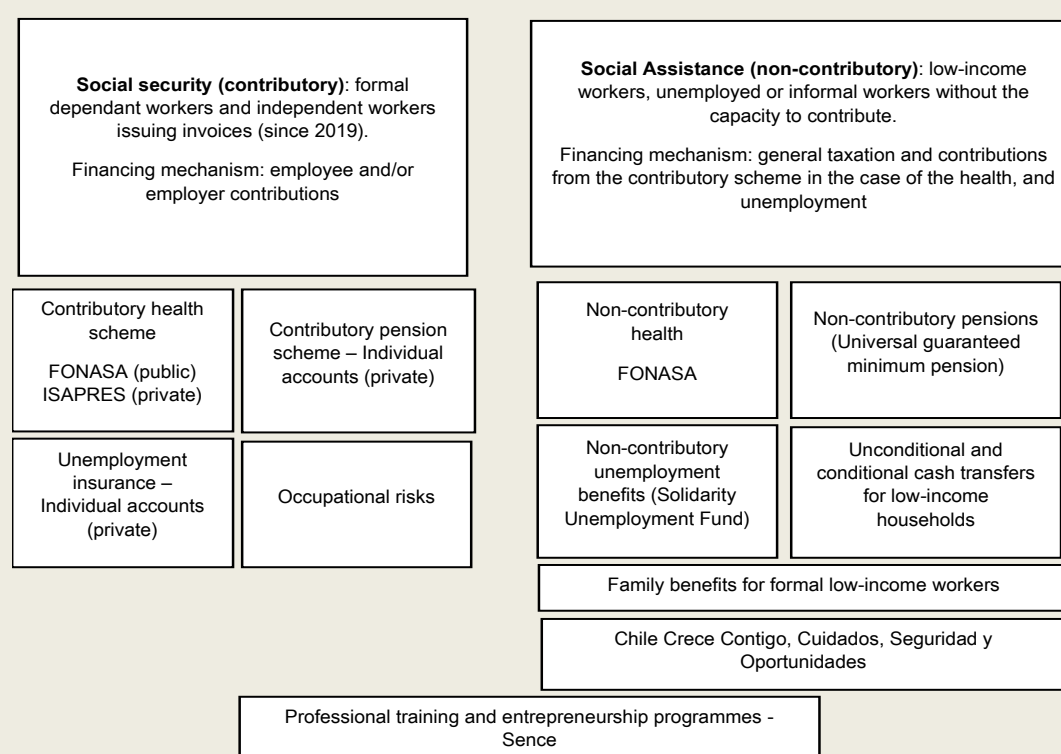 Social security (contributory): formal
dependant workers and independent workers
issuing invoices (since 2019).
Financing mechanism: employee and/or
employer contributions
Social Assistance (non-contributory): low-income
workers, unemployed or informal workers without the
capacity to contribute.
Financing mechanism: general taxation and contributions
from the contributory scheme in the case of the health, and
unemployment
Contributory health
scheme
FONASA (public)
ISAPRES (private)
Contributory pension
scheme – Individual
accounts (private)
Non-contributory
health
FONASA
Non-contributory pensions
(Universal guaranteed
minimum pension)
Unemployment
insurance –
Individual accounts
(private)
Occupational risks
Non-contributory
unemployment
benefits (Solidarity
Unemployment Fund)
Unconditional and
conditional cash transfers
for low-income
households
Family benefits for formal low-income workers
Chile Crece Contigo, Cuidados, Seguridad y
Oportunidades
Professional training and entrepreneurship programmes -
Sence